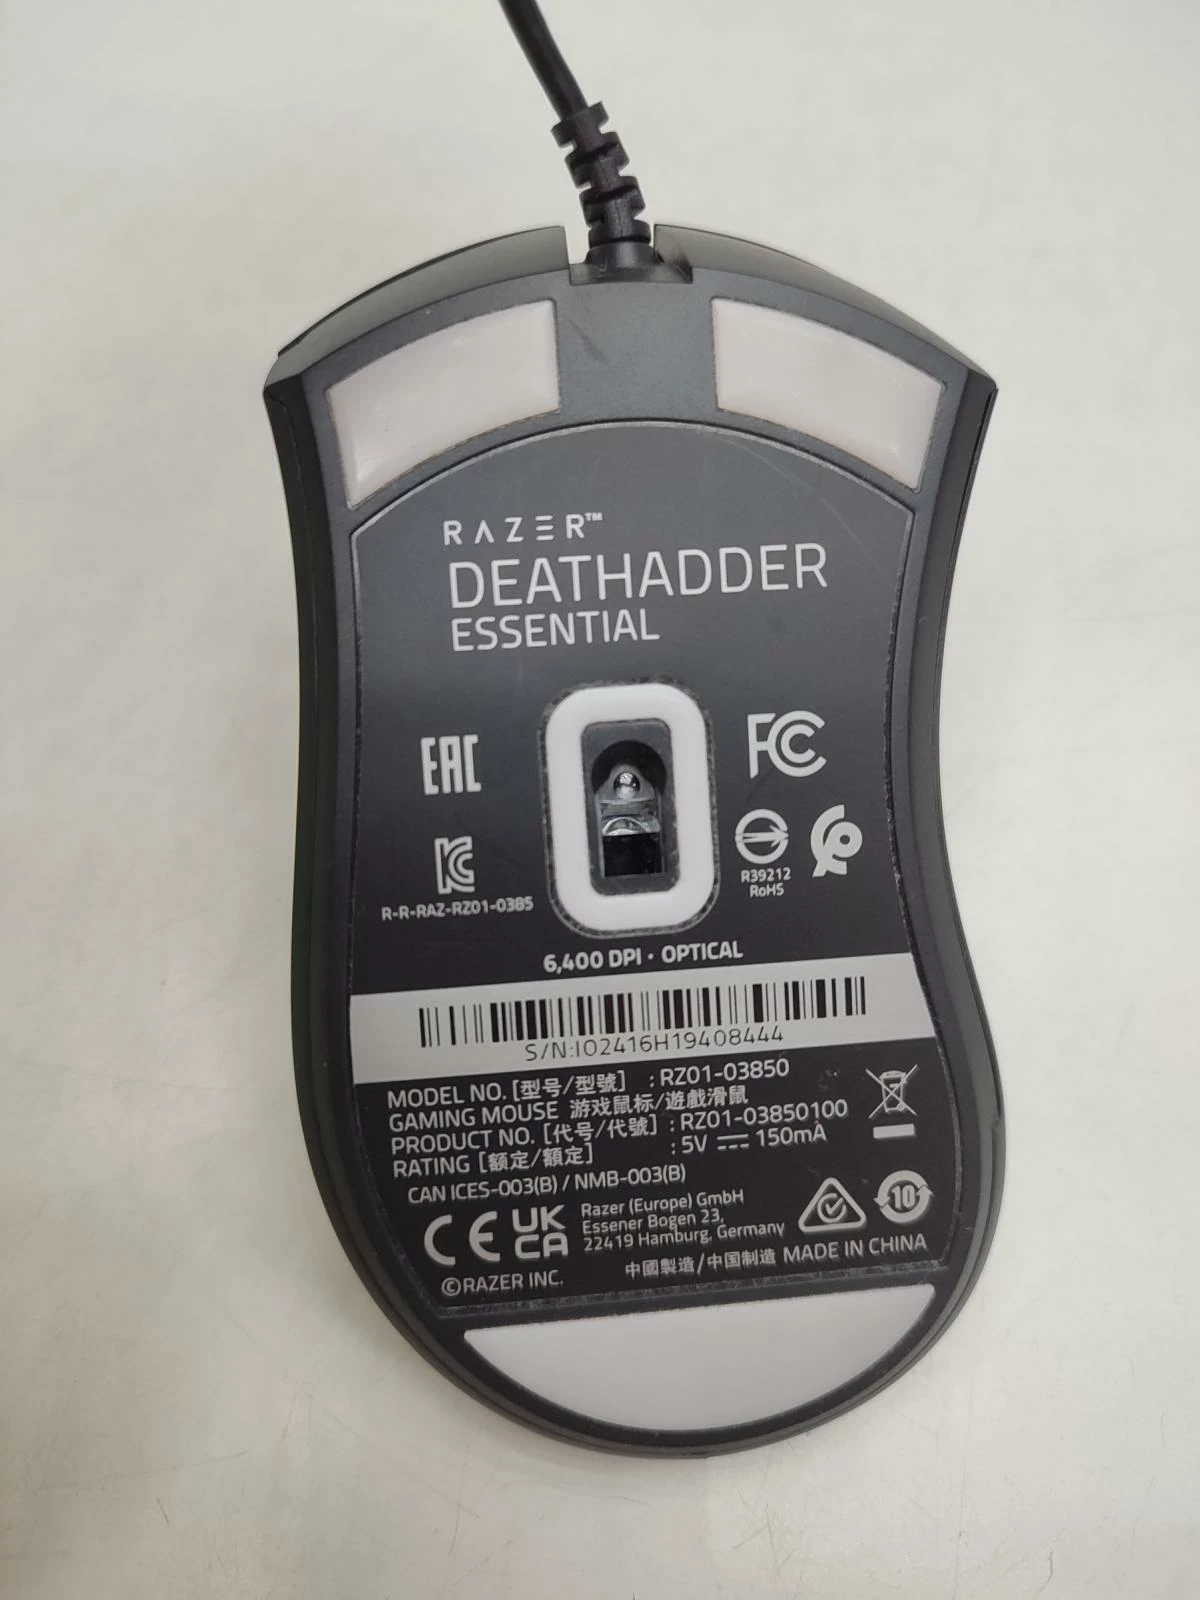 RAZER™
DEATHADDER
ESSENTIAL
EAC
FC
KC
R-R-RAZ-RZ01-0385
R39212
RoHS
6,400 DPI • OPTICAL
S/N:IO2416H19408444
MODEL NO. [型号/型號] : RZ01-03850
GAMING MOUSE 游戏鼠标/遊戲滑鼠
PRODUCT NO. [代号/代號] : RZ01-03850100
RATING [额定/額定] : 5V ⎓ 150mA
CAN ICES-003(B) / NMB-003(B)
CE UK CA
Razer (Europe) GmbH
Essener Bogen 23,
22419 Hamburg, Germany
10
中國製造/中国制造 MADE IN CHINA
©RAZER INC.